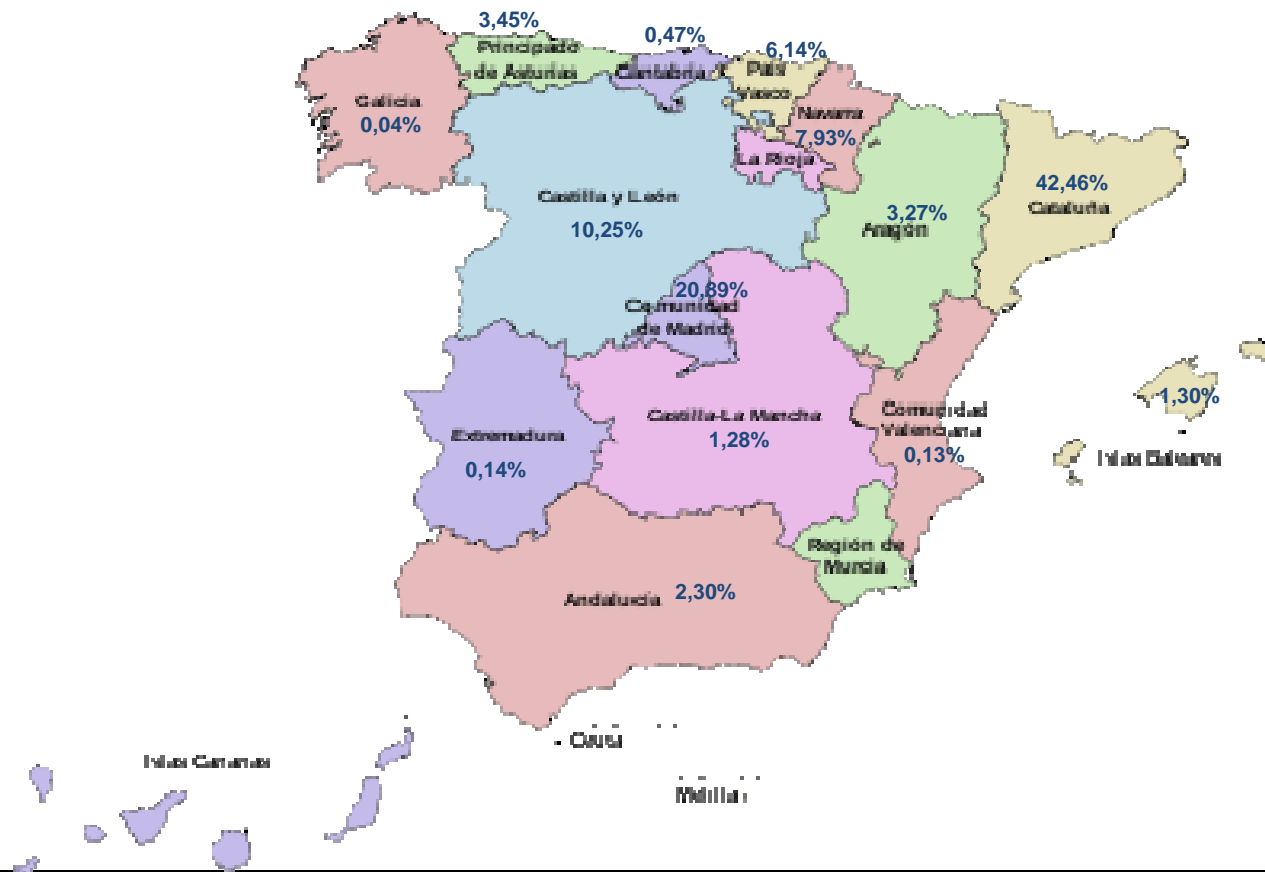 3,45%
0,47%
6,14%
Principado
de Asturias
Cantabria
País
Vasco
Galicia
0,04%
Navarra
7,93%
La Rioja
Castilla y León
10,25%
42,46%
Cataluña
3,27%
Aragón
20,89%
Comunidad
de Madrid
1,30%
Islas Baleares
Castilla-La Mancha
1,28%
Comunidad
Valenciana
0,13%
Extremadura
0,14%
Región de
Murcia
Andalucía 2,30%
Ceuta
Islas Canarias
Melilla